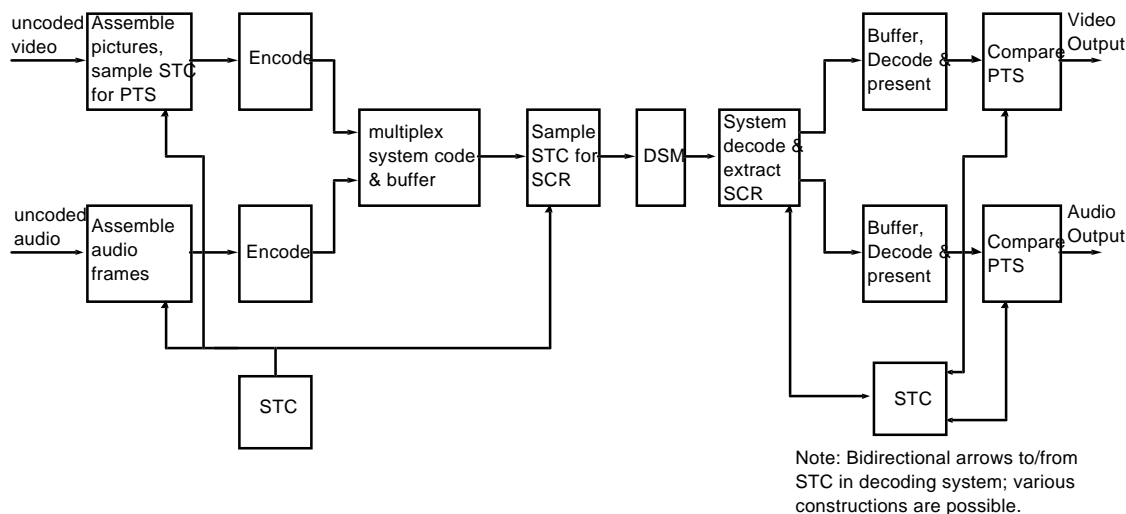 uncoded
video
Assemble
pictures,
sample STC
for PTS
Encode
uncoded
audio
Assemble
audio
frames
Encode
multiplex
system code
& buffer
Sample
STC for
SCR
DSM
System
decode &
extract
SCR
Buffer,
Decode &
present
Compare
PTS
Video
Output
Buffer,
Decode &
present
Compare
PTS
Audio
Output
STC
STC
Note: Bidirectional arrows to/from
STC in decoding system; various
constructions are possible.